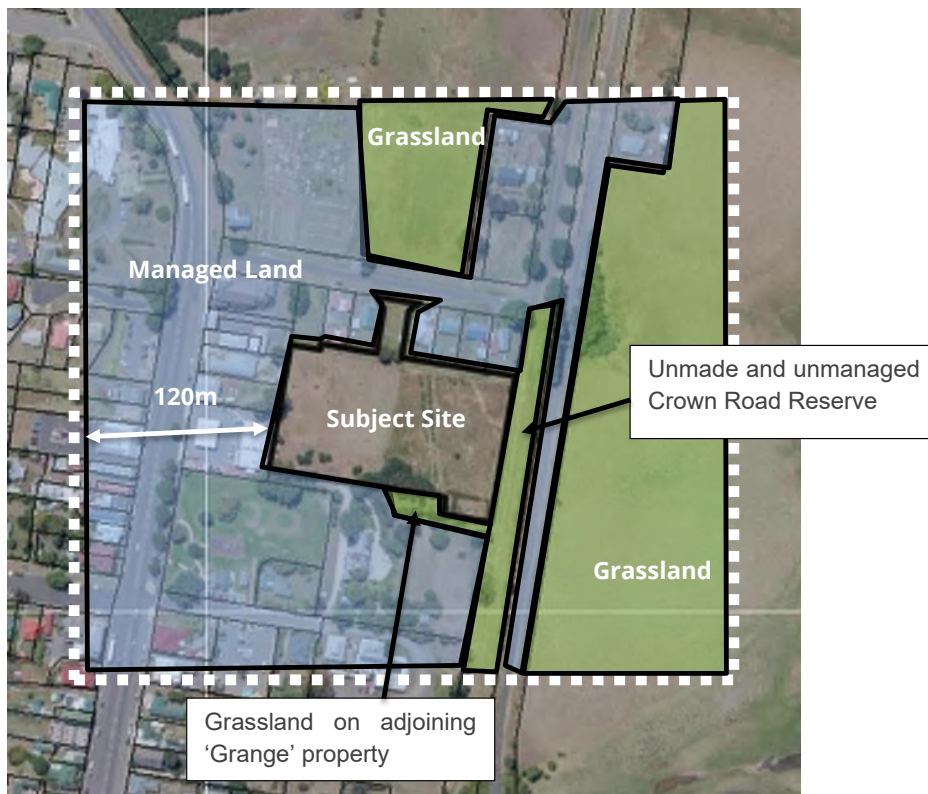 Grassland
Managed Land
120m
Subject Site
Unmade and unmanaged
Crown Road Reserve
Grassland
Grassland on adjoining
‘Grange’ property